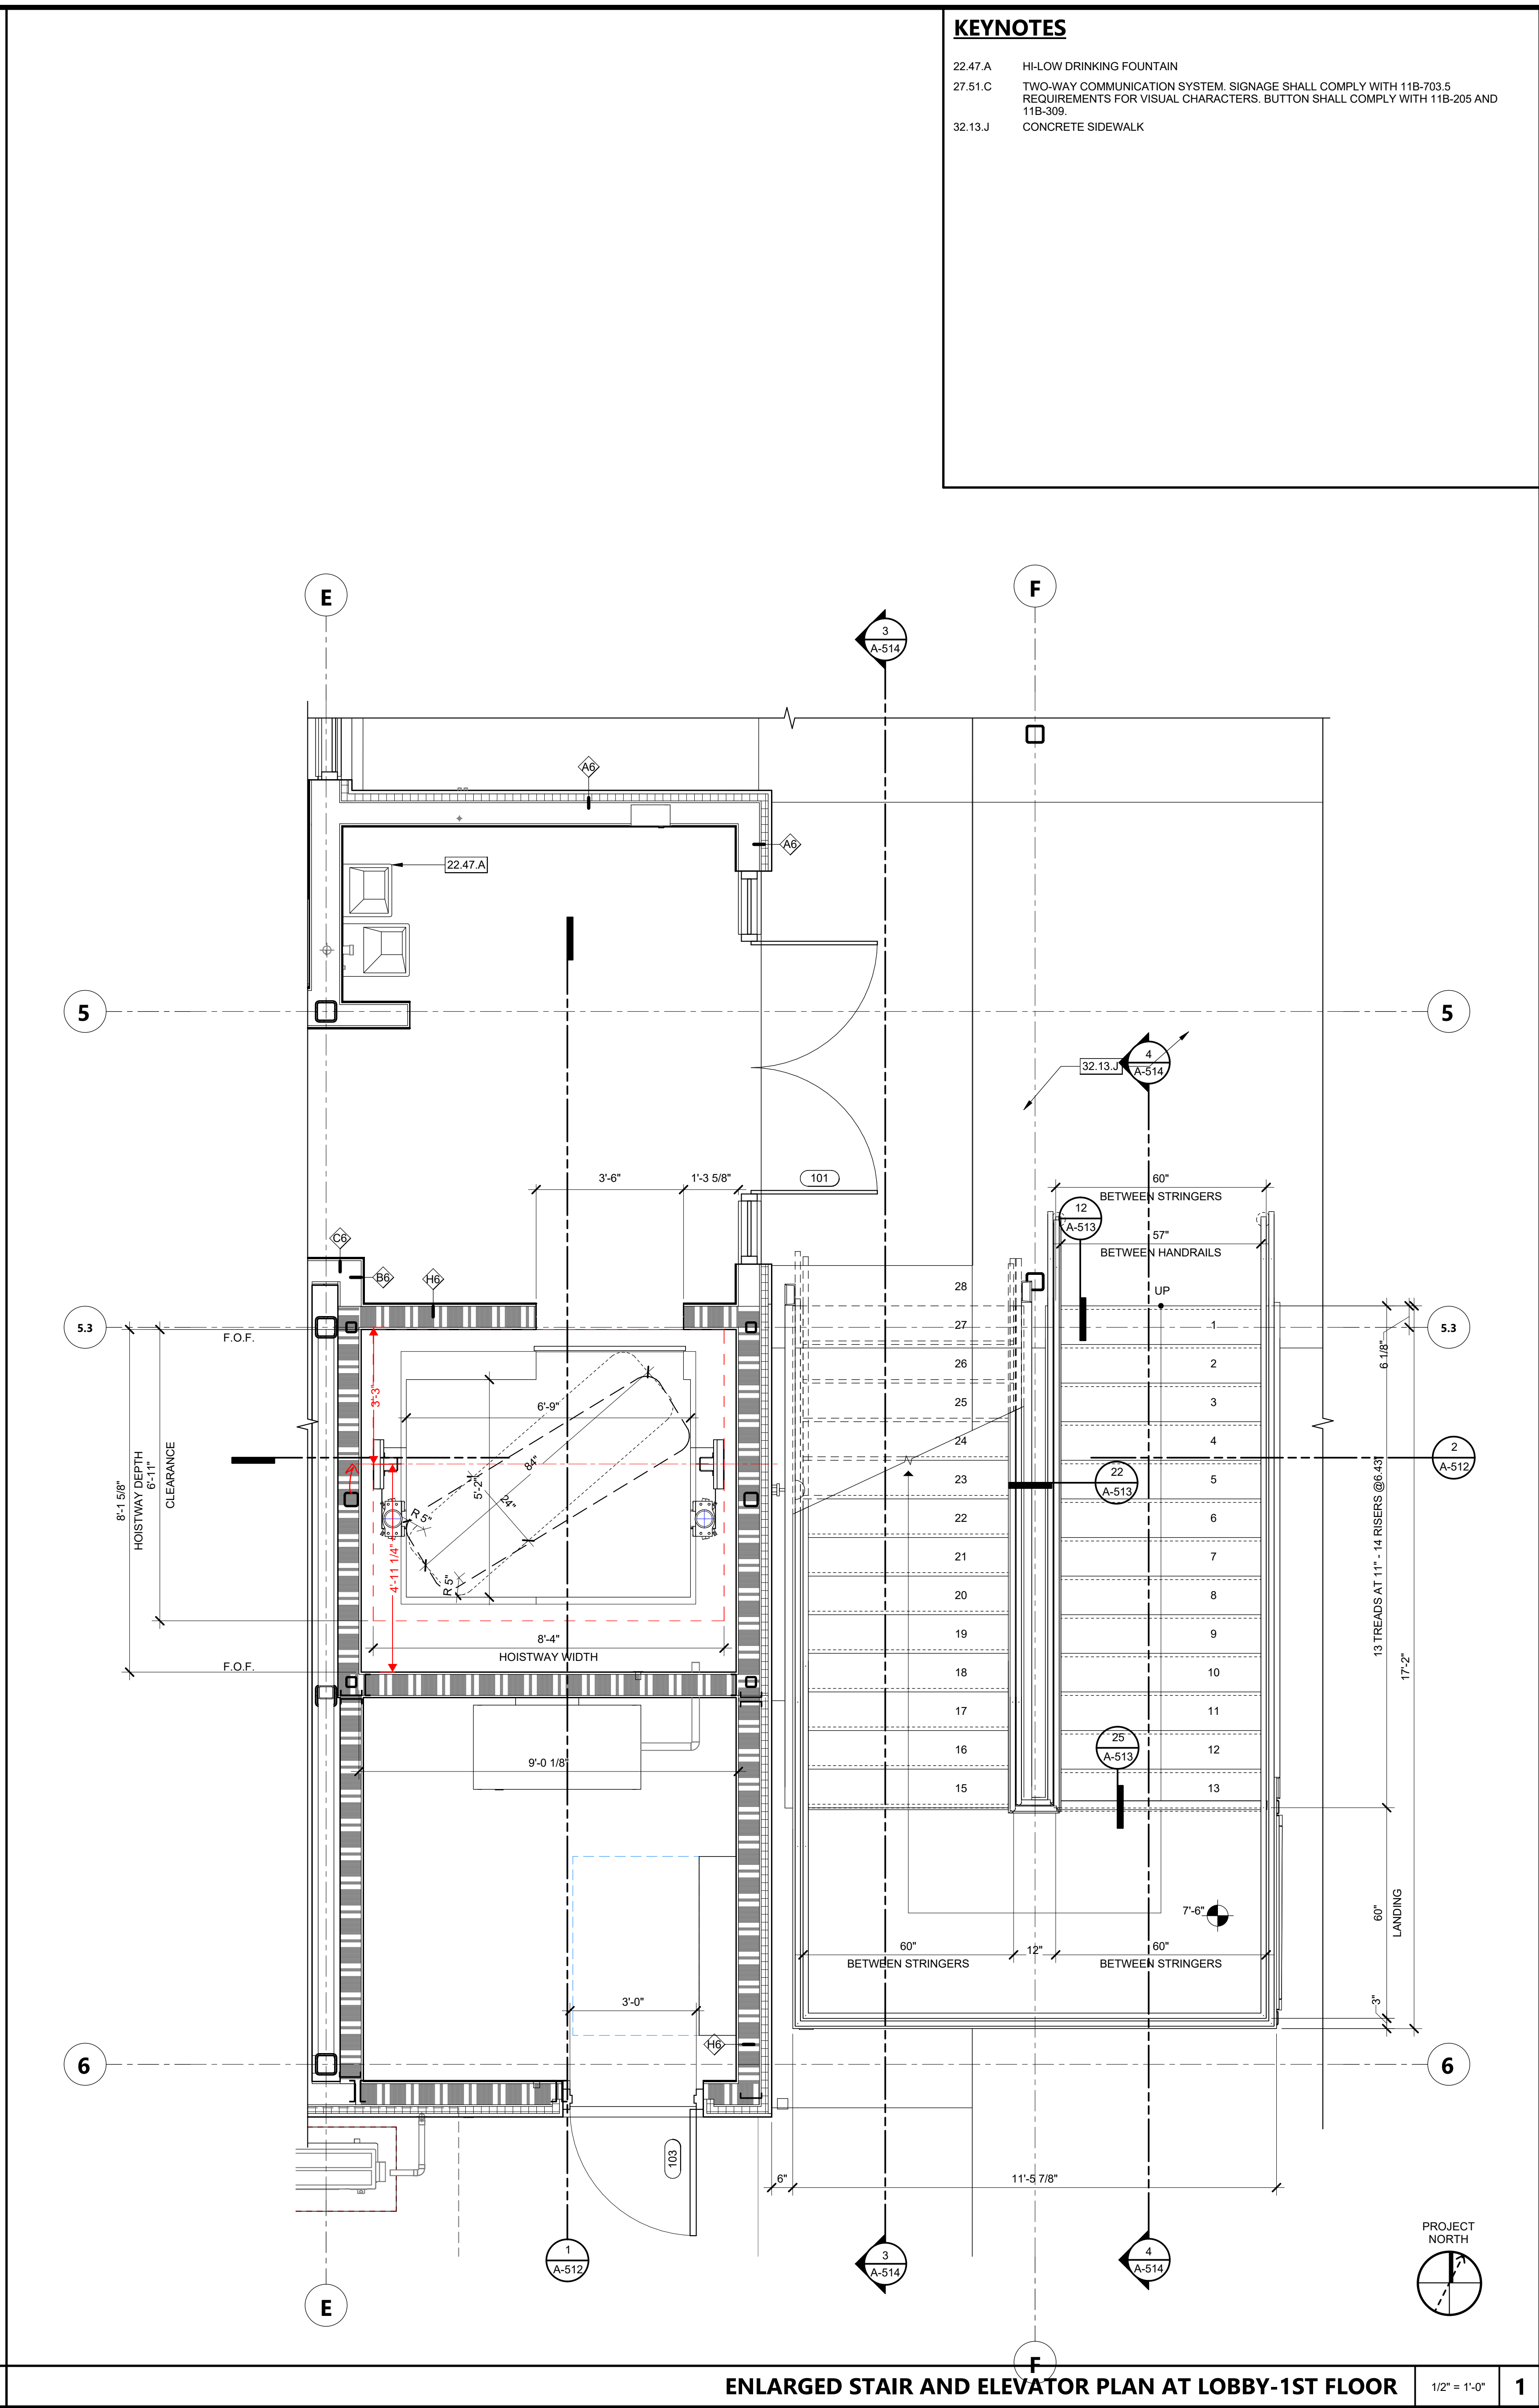 KEYNOTES
22.47.A HI-LOW DRINKING FOUNTAIN
27.51.C TWO-WAY COMMUNICATION SYSTEM. SIGNAGE SHALL COMPLY WITH 11B-703.5
REQUIREMENTS FOR VISUAL CHARACTERS. BUTTON SHALL COMPLY WITH 11B-205 AND
11B-309.
32.13.J CONCRETE SIDEWALK
E
F
3
A-514
A6
A6
22.47.A
5
5
32.13.J
4
A-514
3'-6"
1'-3 5/8"
101
60"
BETWEEN STRINGERS
12
A-513
57"
BETWEEN HANDRAILS
C6
B6
H6
UP
28
27
26
25
24
23
22
21
20
19
18
17
16
15
1
2
3
4
5
6
7
8
9
10
11
12
13
5.3
5.3
F.O.F.
6 1/8"
3'-3"
6'-9"
84"
5'-2"
24"
R 5"
R 5"
4'-11 1/4"
8'-1 5/8"
HOISTWAY DEPTH
6'-11"
CLEARANCE
2
A-512
22
A-513
13 TREADS AT 11" - 14 RISERS @6.43"
17'-2"
8'-4"
HOISTWAY WIDTH
F.O.F.
9'-0 1/8"
25
A-513
7'-6"
60"
LANDING
60"
BETWEEN STRINGERS
12"
60"
BETWEEN STRINGERS
3"
3'-0"
H6
6
6
103
6"
11'-5 7/8"
1
A-512
3
A-514
4
A-514
PROJECT
NORTH
E
F
ENLARGED STAIR AND ELEVATOR PLAN AT LOBBY-1ST FLOOR
1/2" = 1'-0"
1